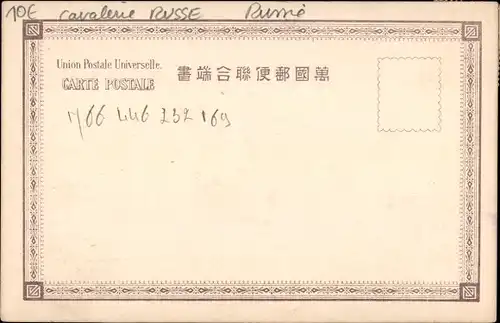 10€ cavalerie RUSSE Russie
Union Postale Universelle. 書端合聯便郵國萬
CARTE POSTALE
1766 446 232 169